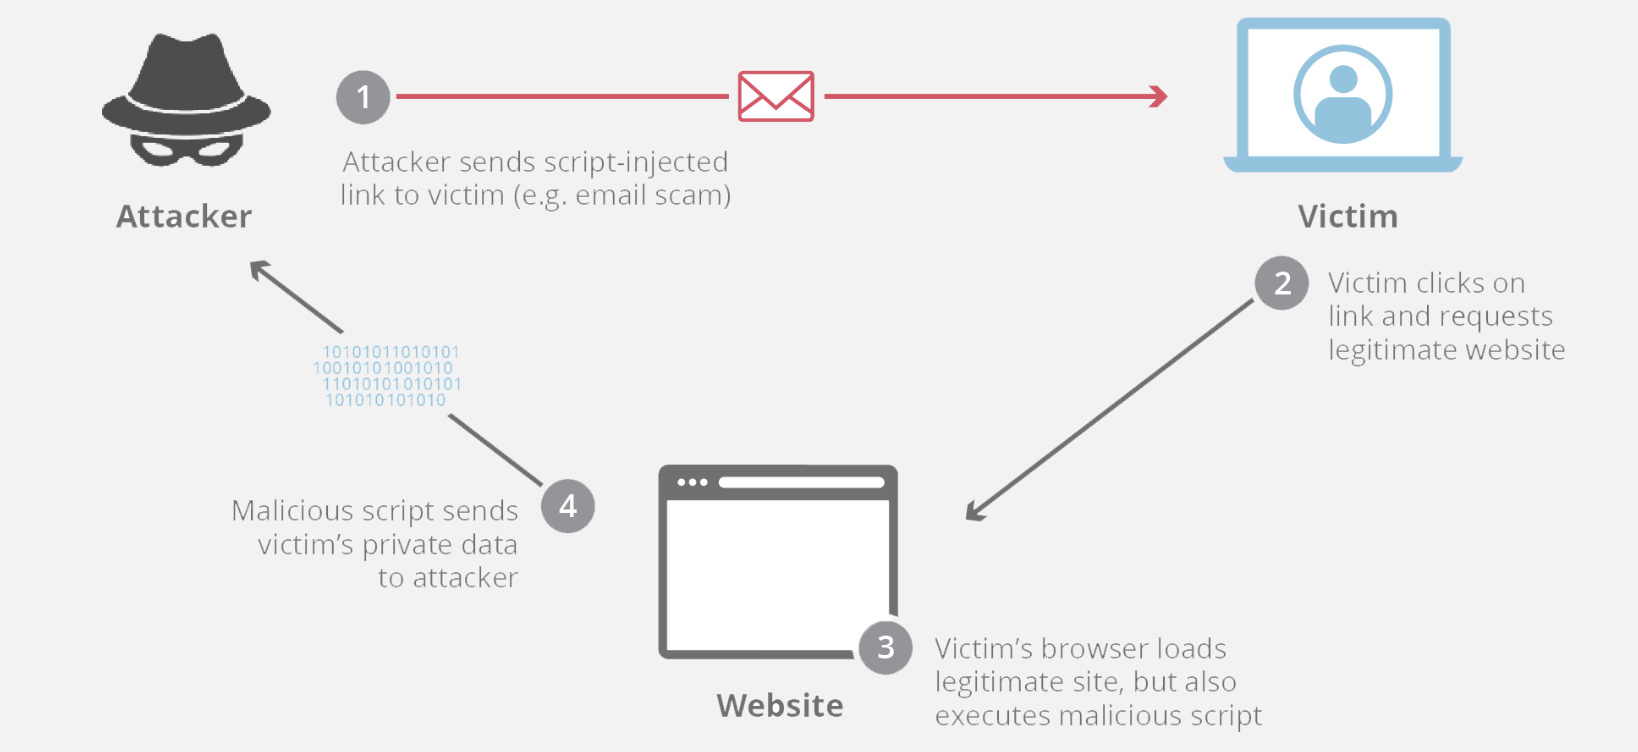 1
Attacker sends script-injected
link to victim (e.g. email scam)
Attacker
Victim
2
Victim clicks on
link and requests
legitimate website
10101011010101
10010101001010
11010101010101
101010101010
4
Malicious script sends
victim’s private data
to attacker
3
Victim’s browser loads
legitimate site, but also
executes malicious script
Website